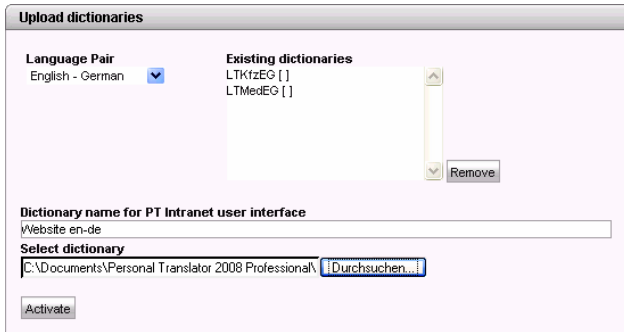 Upload dictionaries
Language Pair
English - German
Existing dictionaries
LTKfzEG [ ]
LTMedEG [ ]
Remove
Dictionary name for PT Intranet user interface
Website en-de
Select dictionary
C:\Documents\Personal Translator 2008 Professional\
Durchsuchen...
Activate